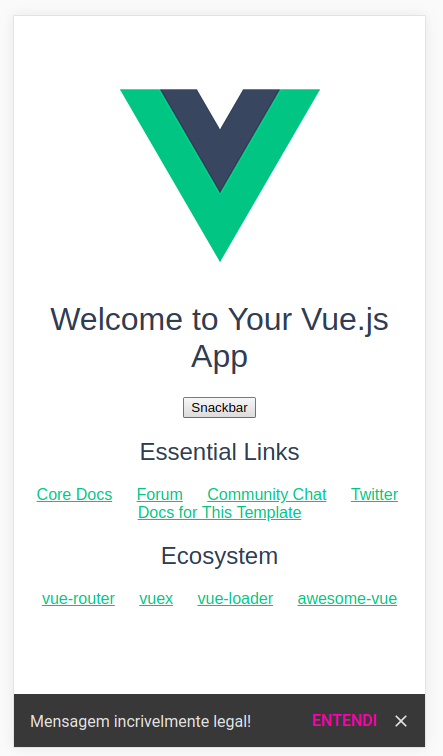 Welcome to Your Vue.js
App
Snackbar
Essential Links
Core Docs Forum Community Chat Twitter
Docs for This Template
Ecosystem
vue-router vuex vue-loader awesome-vue
Mensagem incrivelmente legal! ENTENDI